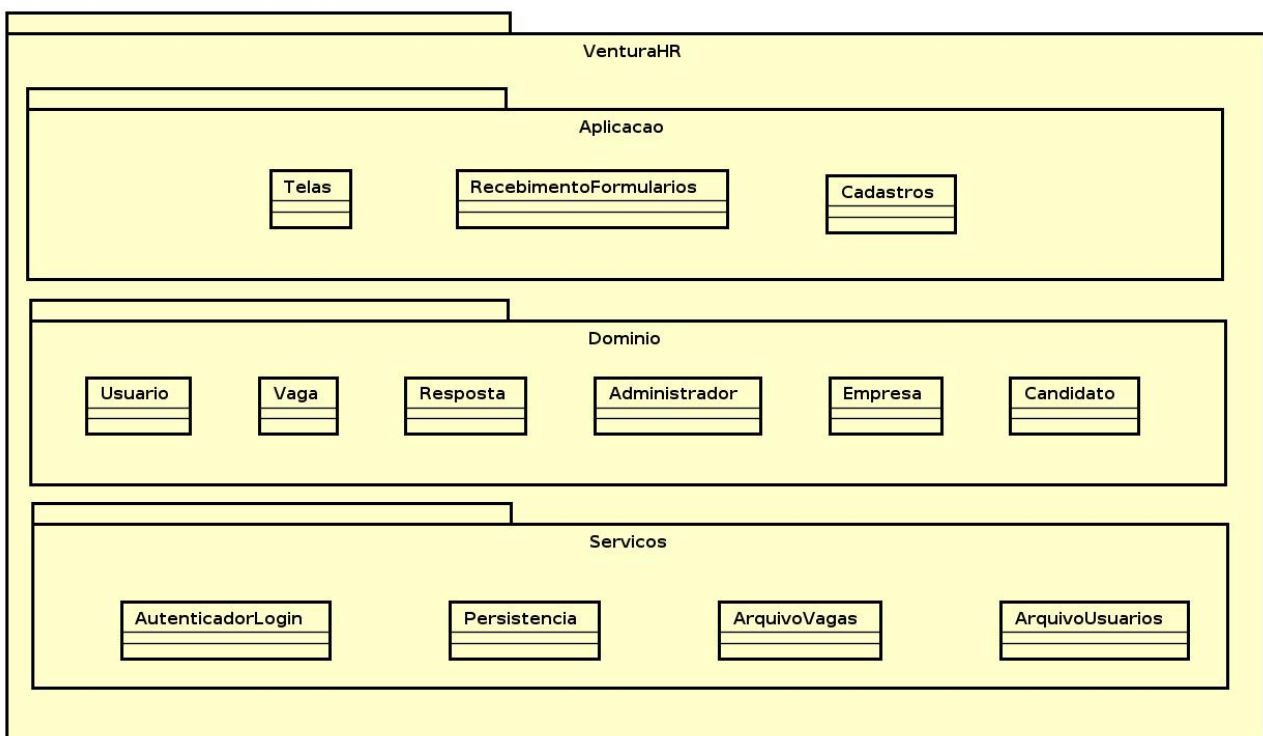 VenturaHR
Aplicacao
Telas
RecebimentoFormularios
Cadastros
Dominio
Usuario
Vaga
Resposta
Administrador
Empresa
Candidato
Servicos
AutenticadorLogin
Persistencia
ArquivoVagas
ArquivoUsuarios